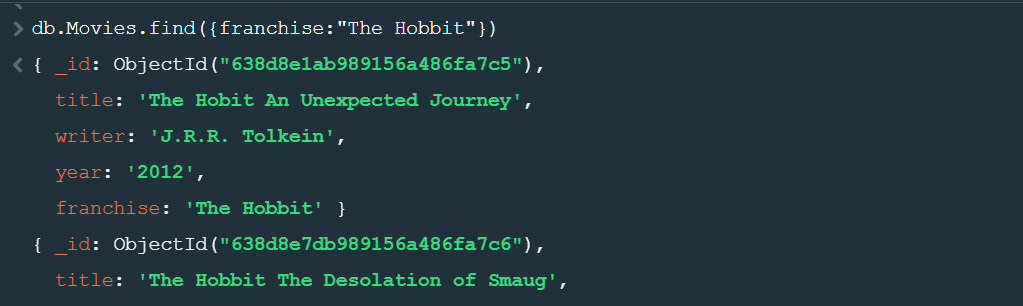 > db.Movies.find({franchise:"The Hobbit"})
< { _id: ObjectId("638d8e1ab989156a486fa7c5"),
title: 'The Hobit An Unexpected Journey',
writer: 'J.R.R. Tolkein',
year: '2012',
franchise: 'The Hobbit' }
{ _id: ObjectId("638d8e7db989156a486fa7c6"),
title: 'The Hobbit The Desolation of Smaug',